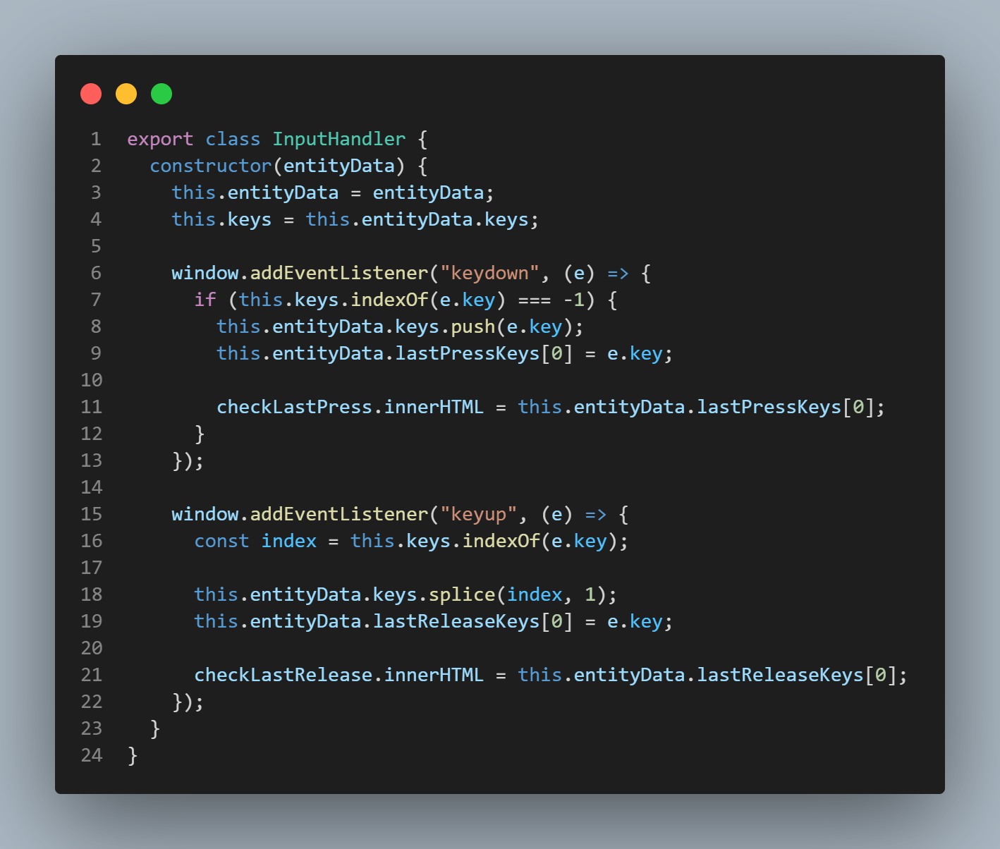 1 export class InputHandler {
2 constructor(entityData) {
3 this.entityData = entityData;
4 this.keys = this.entityData.keys;
5
6 window.addEventListener("keydown", (e) => {
7 if (this.keys.indexOf(e.key) === -1) {
8 this.entityData.keys.push(e.key);
9 this.entityData.lastPressKeys[0] = e.key;
10
11 checkLastPress.innerHTML = this.entityData.lastPressKeys[0];
12 }
13 });
14
15 window.addEventListener("keyup", (e) => {
16 const index = this.keys.indexOf(e.key);
17
18 this.entityData.keys.splice(index, 1);
19 this.entityData.lastReleaseKeys[0] = e.key;
20
21 checkLastRelease.innerHTML = this.entityData.lastReleaseKeys[0];
22 });
23 }
24 }